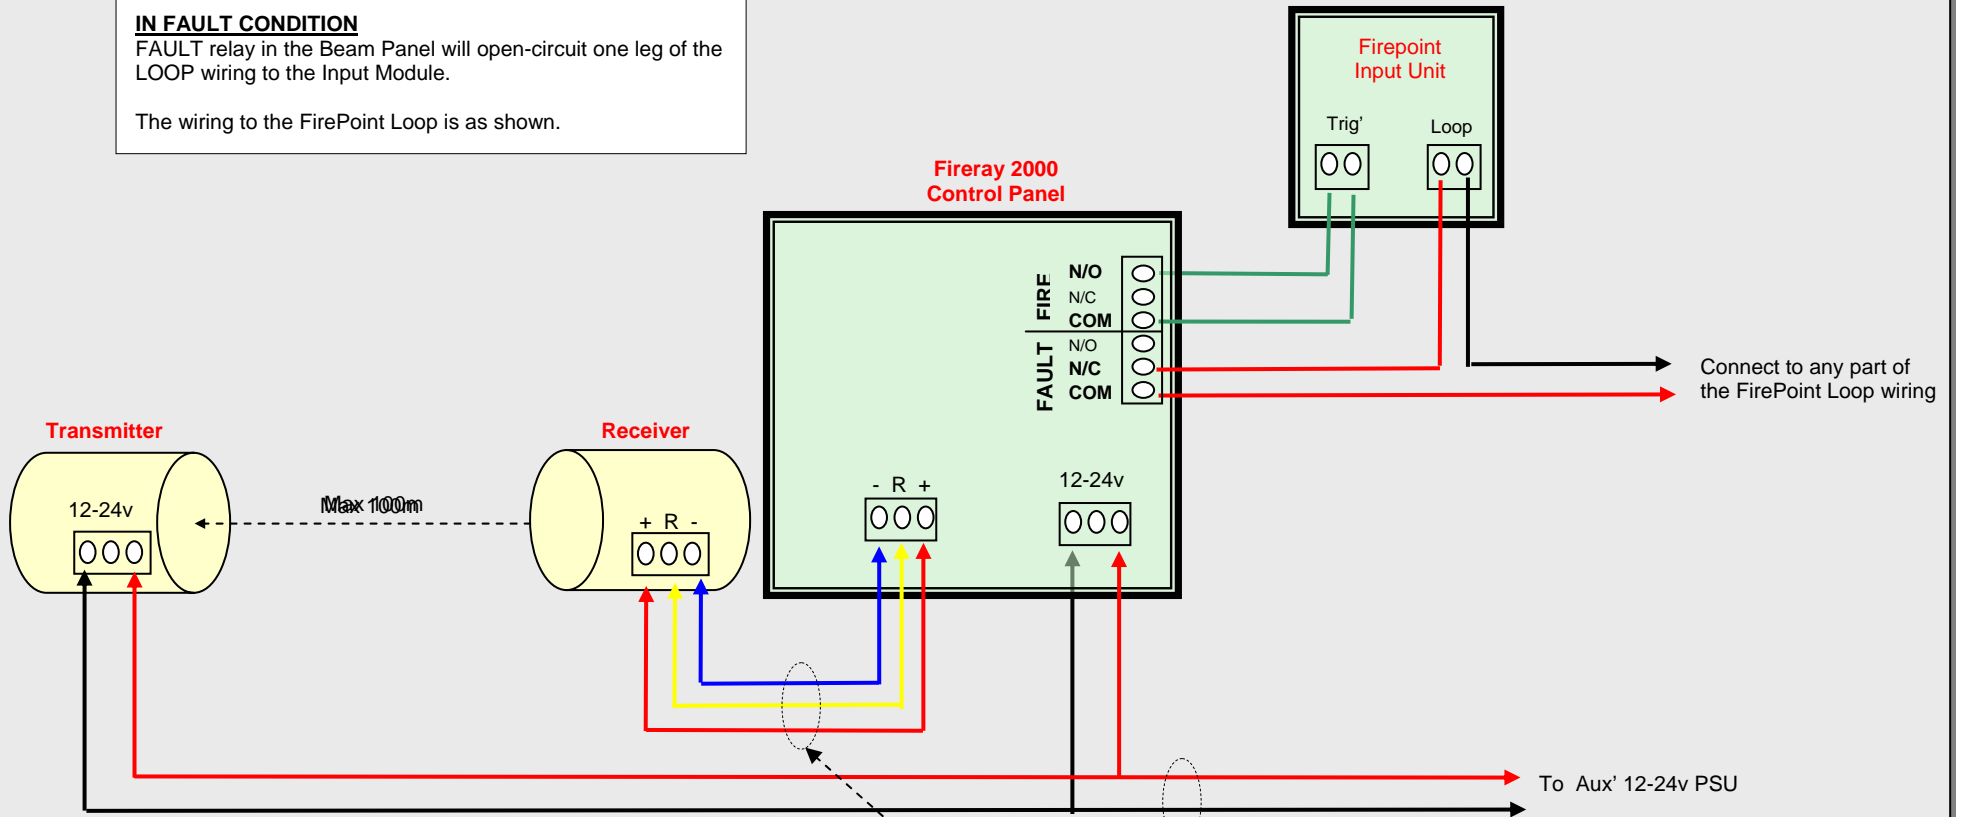 IN FAULT CONDITION
FAULT relay in the Beam Panel will open-circuit one leg of the
LOOP wiring to the Input Module.
The wiring to the FirePoint Loop is as shown.
Firepoint
Input Unit
Trig'
Loop
Fireray 2000
Control Panel
FIRE
N/O
N/C
COM
FAULT
N/O
N/C
COM
Connect to any part of
the FirePoint Loop wiring
Transmitter
12-24v
Max 100m
Max 100m
Receiver
+ R -
- R +
12-24v
To Aux' 12-24v PSU